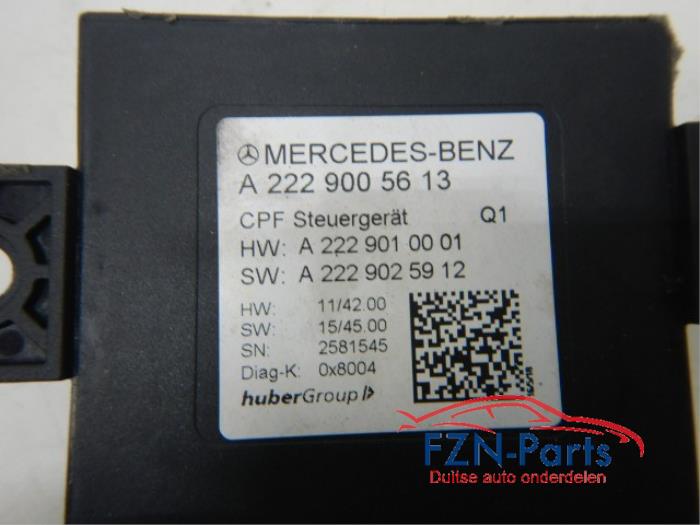 MERCEDES-BENZ
A 222 900 56 13
CPF Steuergerät Q1
HW: A 222 901 00 01
SW: A 222 902 59 12
HW: 11/42.00
SW: 15/45.00
SN: 2581545
Diag-K: 0x8004
huberGroup
FZN-Parts
Duitse auto onderdelen